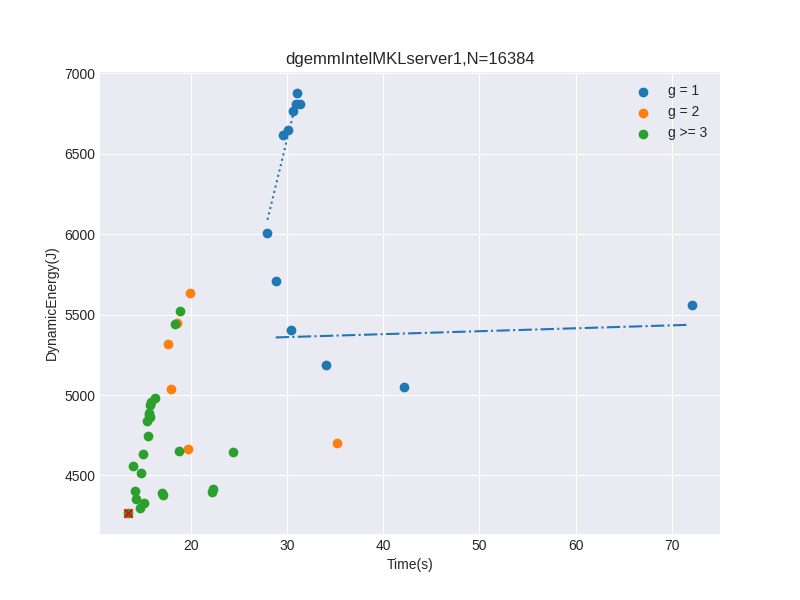 dgemmIntelMKLserver1,N=16384
DynamicEnergy(J)
7000
6500
6000
5500
5000
4500
g = 1
g = 2
g >= 3
20 30 40 50 60 70
Time(s)